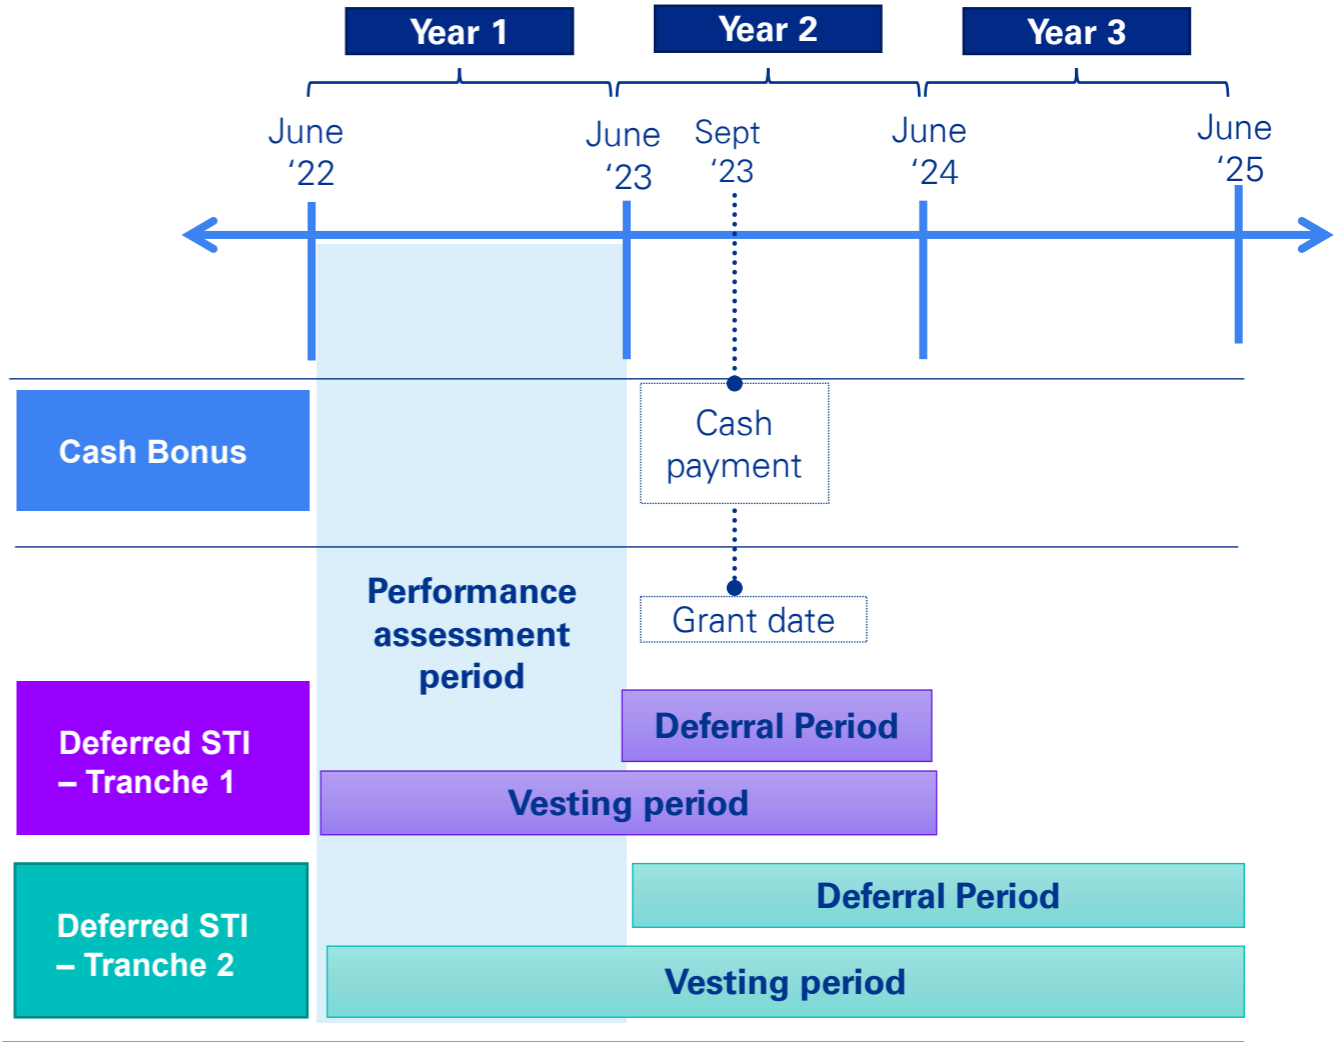 Year 1
Year 2
Year 3
June
‘22
June
‘23
Sept
‘23
June
‘24
June
‘25
Cash Bonus
Cash
payment
Performance
assessment
period
Grant date
Deferred STI
– Tranche 1
Deferral Period
Vesting period
Deferred STI
– Tranche 2
Deferral Period
Vesting period